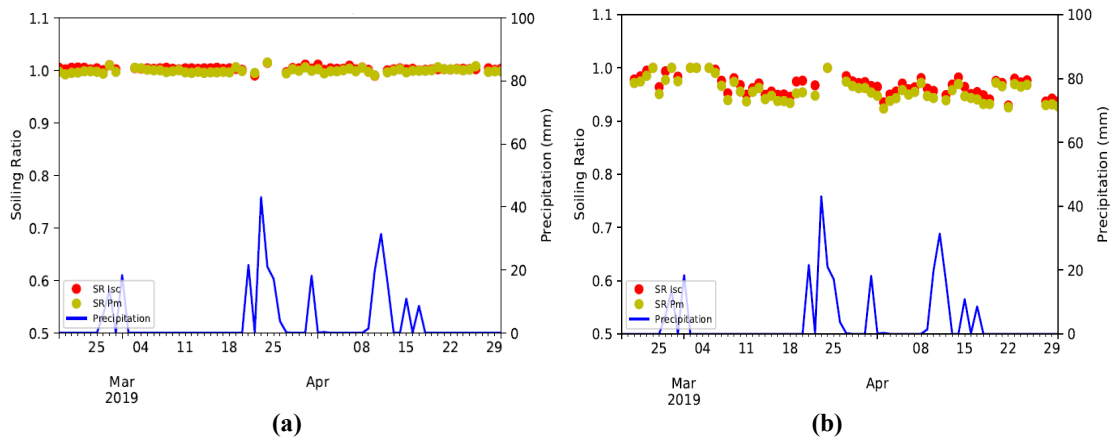 1.1
1.0
0.9
0.8
0.7
0.6
0.5
Soiling Ratio
100
80
60
40
20
0
Precipitation (mm)
SR Isc
SR Pm
Precipitation
25 04 11 18 25 08 15 22 29
Mar Apr
2019
(a)
1.1
1.0
0.9
0.8
0.7
0.6
0.5
Soiling Ratio
100
80
60
40
20
0
Precipitation (mm)
SR Isc
SR Pm
Precipitation
25 04 11 18 25 08 15 22 29
Mar Apr
2019
(b)